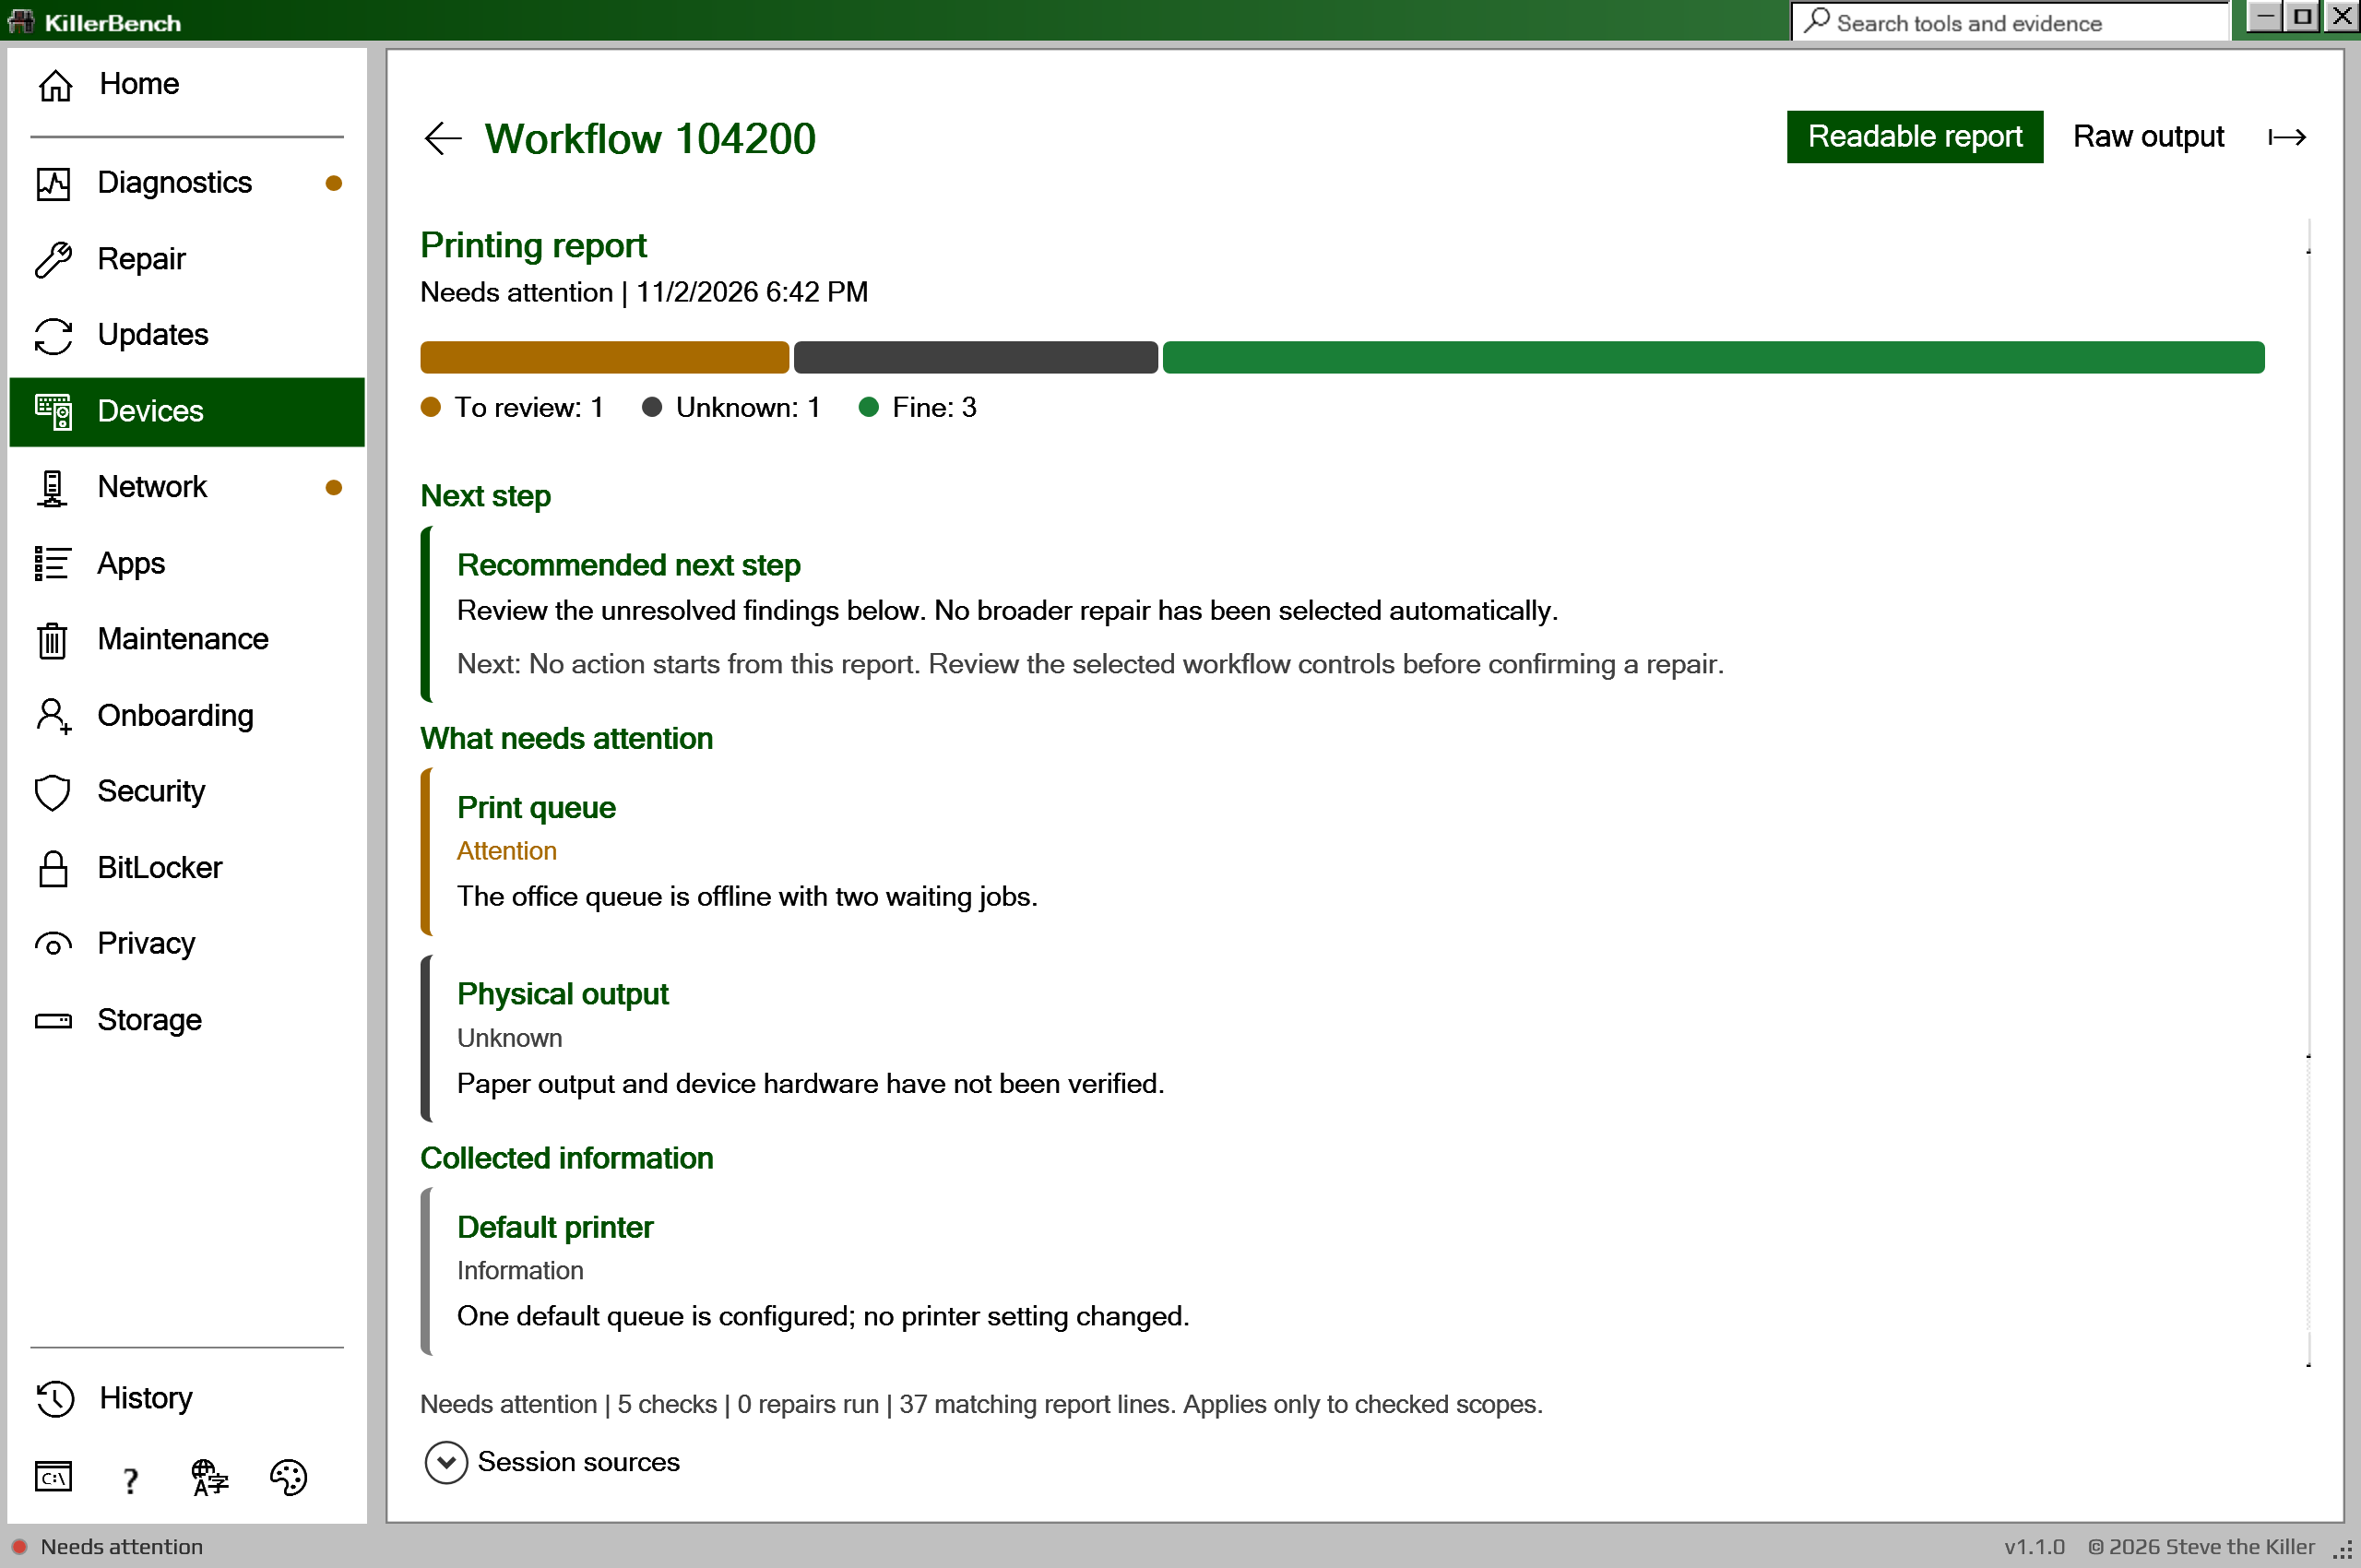 KillerBench
Search tools and evidence
Home
Diagnostics
Repair
Updates
Devices
Network
Apps
Maintenance
Onboarding
Security
BitLocker
Privacy
Storage
History
C:\
?
A字
Workflow 104200
Readable report
Raw output
Printing report
Needs attention | 11/2/2026 6:42 PM
To review: 1
Unknown: 1
Fine: 3
Next step
Recommended next step
Review the unresolved findings below. No broader repair has been selected automatically.
Next: No action starts from this report. Review the selected workflow controls before confirming a repair.
What needs attention
Print queue
Attention
The office queue is offline with two waiting jobs.
Physical output
Unknown
Paper output and device hardware have not been verified.
Collected information
Default printer
Information
One default queue is configured; no printer setting changed.
Needs attention | 5 checks | 0 repairs run | 37 matching report lines. Applies only to checked scopes.
Session sources
Needs attention
v1.1.0
© 2026 Steve the Killer